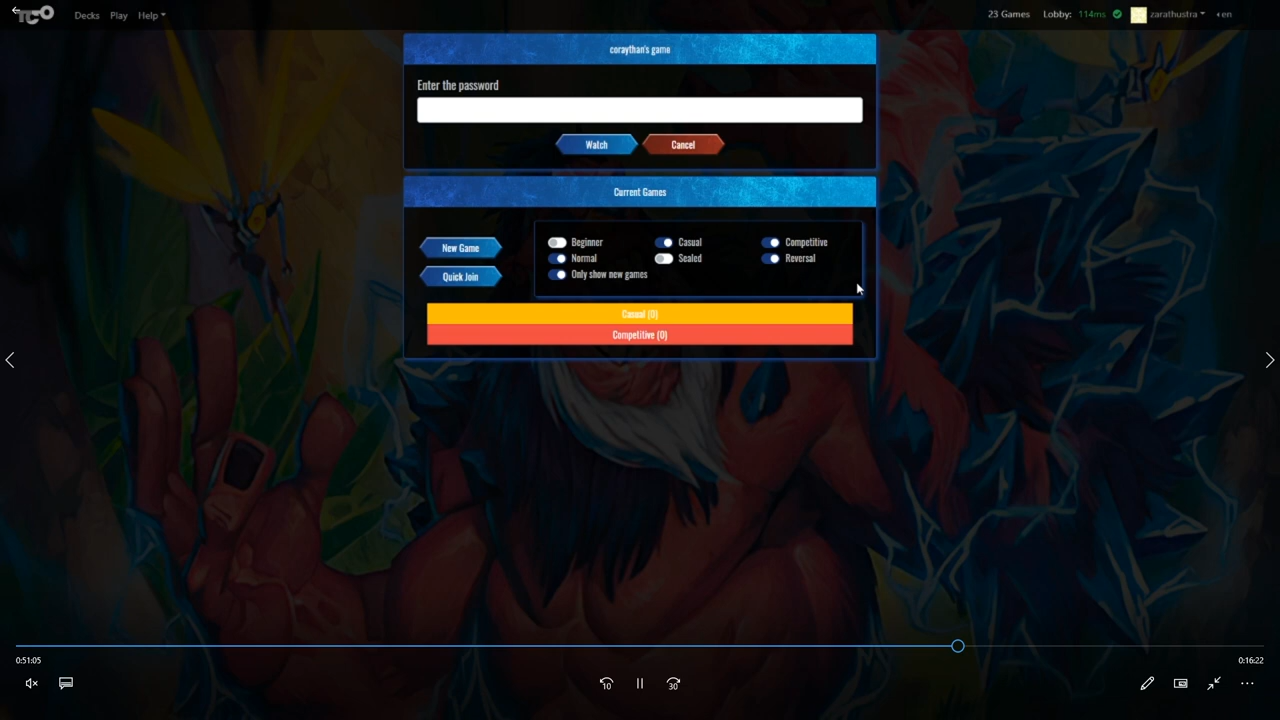 TCO Decks Play Help 23 Games Lobby: 114ms zarathustra en
coraythan's game
Enter the password
Watch Cancel
Current Games
New Game
Quick Join
Beginner Casual Competitive
Normal Sealed Reversal
Only show new games
Casual (0)
Competitive (0)
0:51:05 0:16:22
10 30